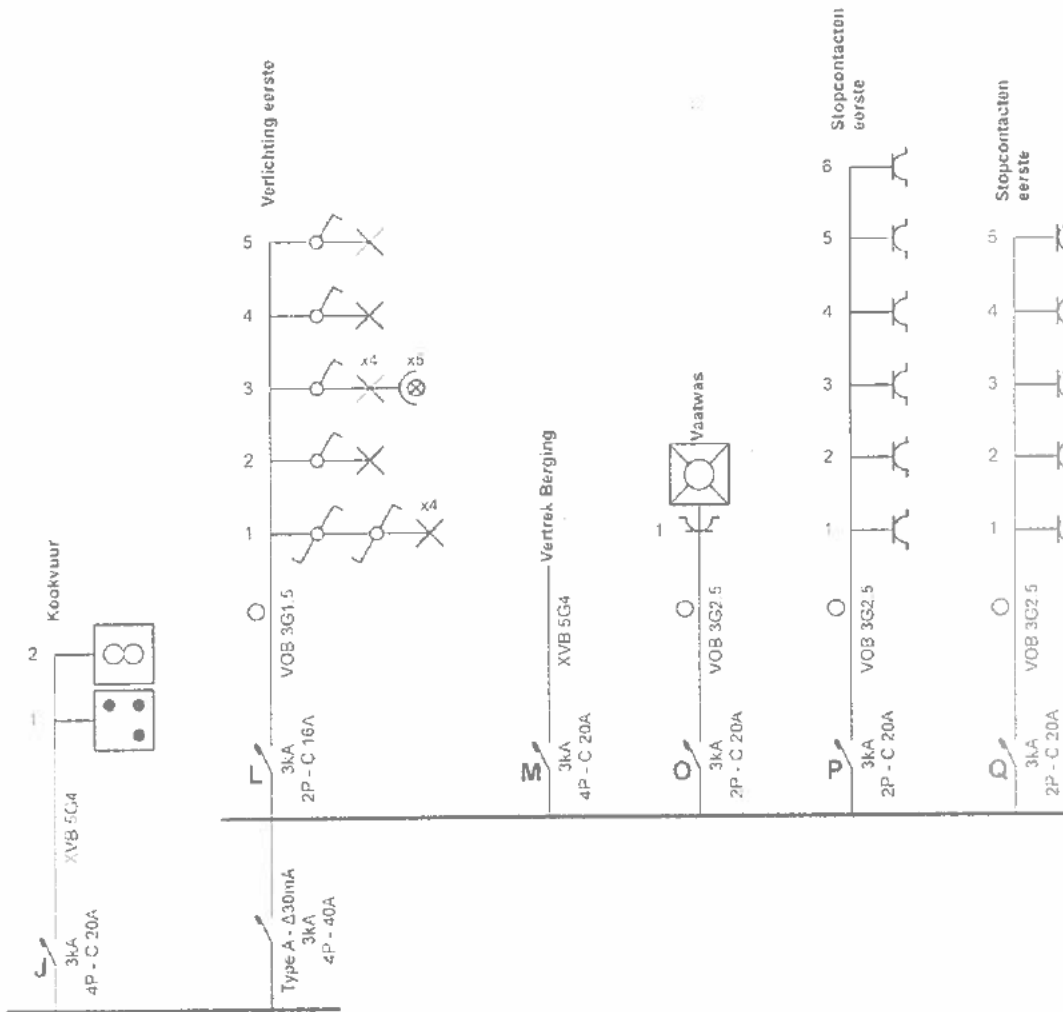 Kookvuur
2
1
XVB 5G4
J
3kA
4P - C 20A
Verlichting eerste
5
4
3
x4
x6
2
1
x4
VOB 3G1.5
L
3kA
2P - C 16A
Type A - Δ30mA
3kA
4P - 40A
Vertrek Berging
XVB 5G4
M
3kA
4P - C 20A
Vaatwas
1
VOB 3G2.5
O
3kA
2P - C 20A
Stopcontacten
eerste
6
5
4
3
2
1
VOB 3G2.5
P
3kA
2P - C 20A
Stopcontacten
eerste
5
4
3
2
1
VOB 3G2.5
Q
3kA
2P - C 20A